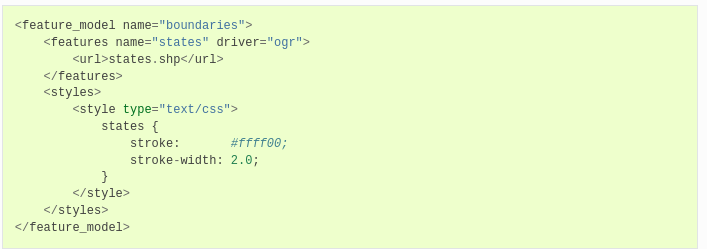 <feature_model name="boundaries">
    <features name="states" driver="ogr">
        <url>states.shp</url>
    </features>
    <styles>
        <style type="text/css">
            states {
                stroke:       #ffff00;
                stroke-width: 2.0;
            }
        </style>
    </styles>
</feature_model>